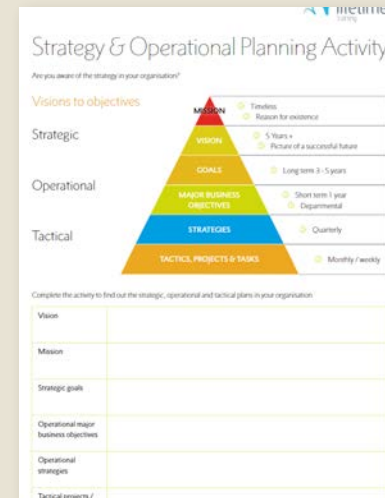 lifetime
training
Strategy & Operational Planning Activity
Are you aware of the strategy in your organisation?
Visions to objectives
Strategic
Operational
Tactical
MISSION
Timeless
Reason for existence
VISION
5 Years +
Picture of a successful future
GOALS
Long term 3 - 5 years
MAJOR BUSINESS
OBJECTIVES
Short term 1 year
Departmental
STRATEGIES
Quarterly
TACTICS, PROJECTS & TASKS
Monthly / weekly
Complete the activity to find out the strategic, operational and tactical plans in your organisation
Vision
Mission
Strategic goals
Operational major
business objectives
Operational
strategies
Tactical projects /